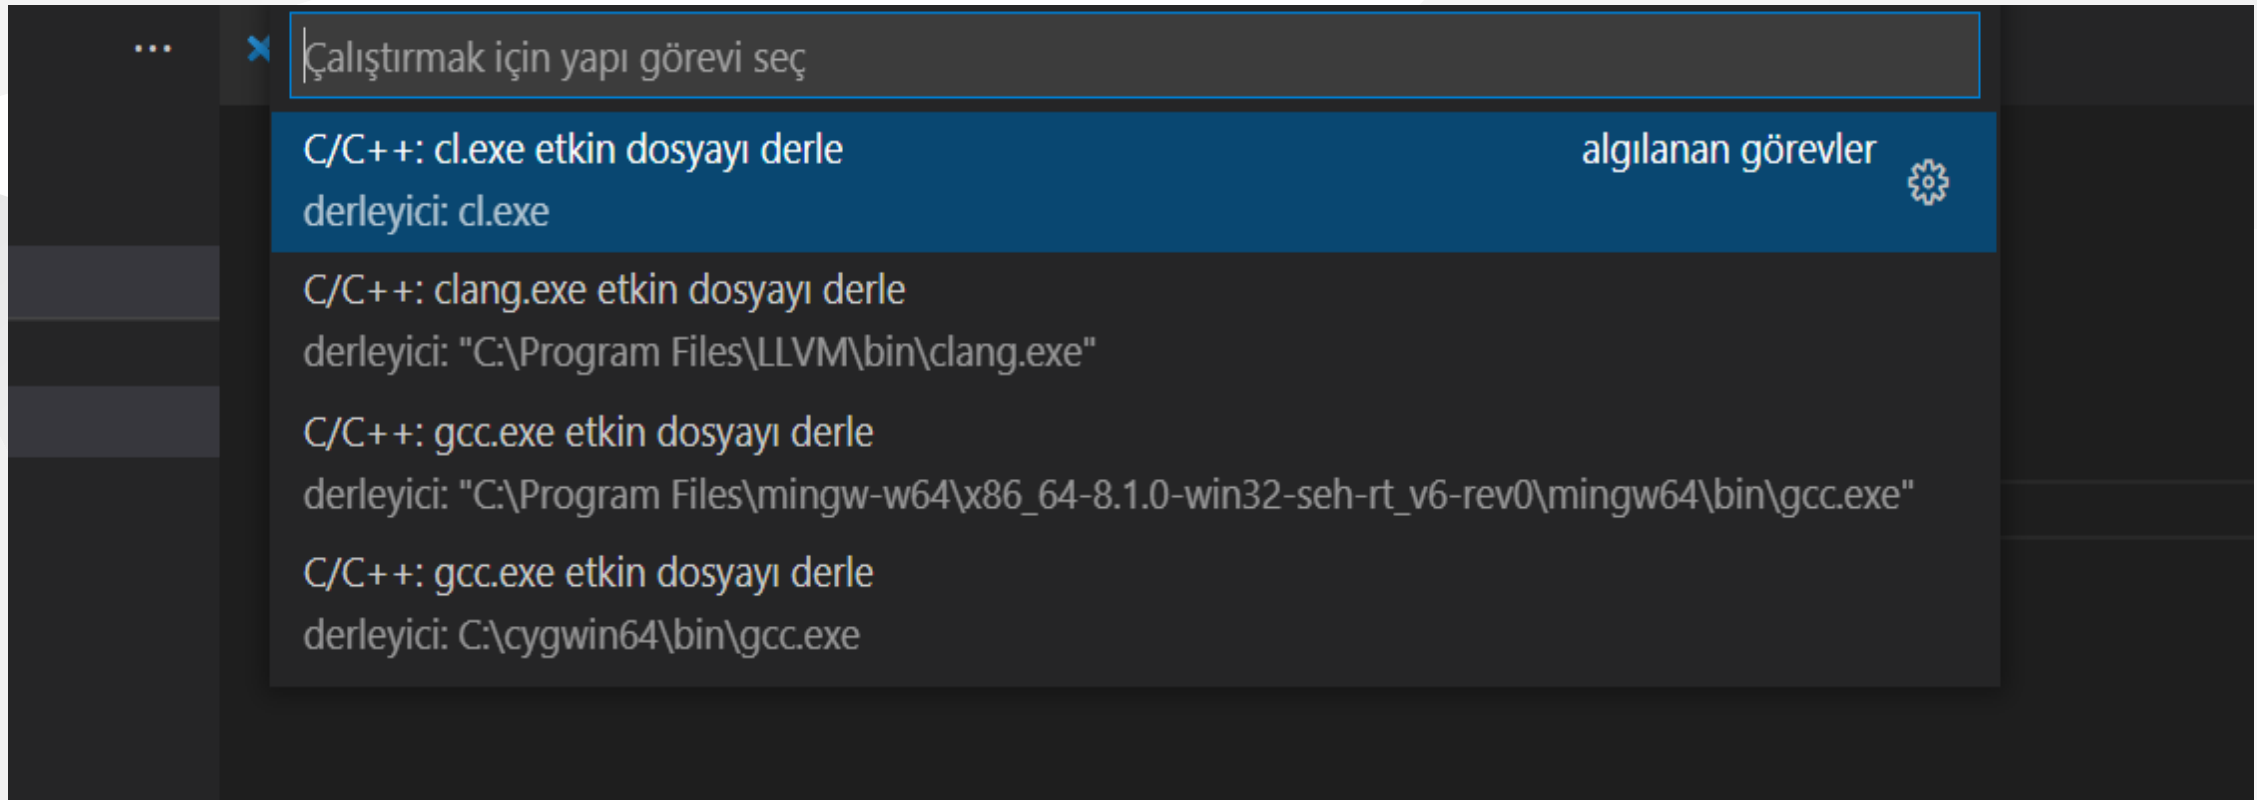 Çalıştırmak için yapı görevi seç
C/C++: cl.exe etkin dosyayı derle algılanan görevler
derleyici: cl.exe
C/C++: clang.exe etkin dosyayı derle
derleyici: "C:\Program Files\LLVM\bin\clang.exe"
C/C++: gcc.exe etkin dosyayı derle
derleyici: "C:\Program Files\mingw-w64\x86_64-8.1.0-win32-seh-rt_v6-rev0\mingw64\bin\gcc.exe"
C/C++: gcc.exe etkin dosyayı derle
derleyici: C:\cygwin64\bin\gcc.exe